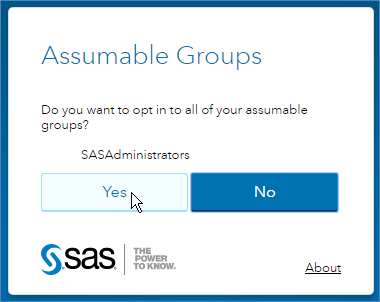 Assumable Groups
Do you want to opt in to all of your assumable
groups?
SASAdministrators
Yes
No
sas
THE
POWER
TO KNOW.
About